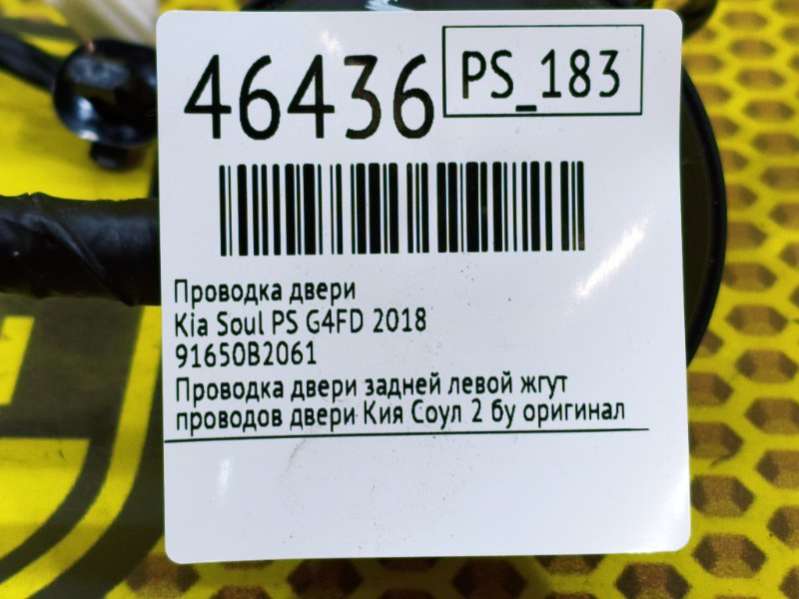 46436
PS_183
Проводка двери
Kia Soul PS G4FD 2018
91650B2061
Проводка двери задней левой жгут
проводов двери Кия Соул 2 бу оригинал